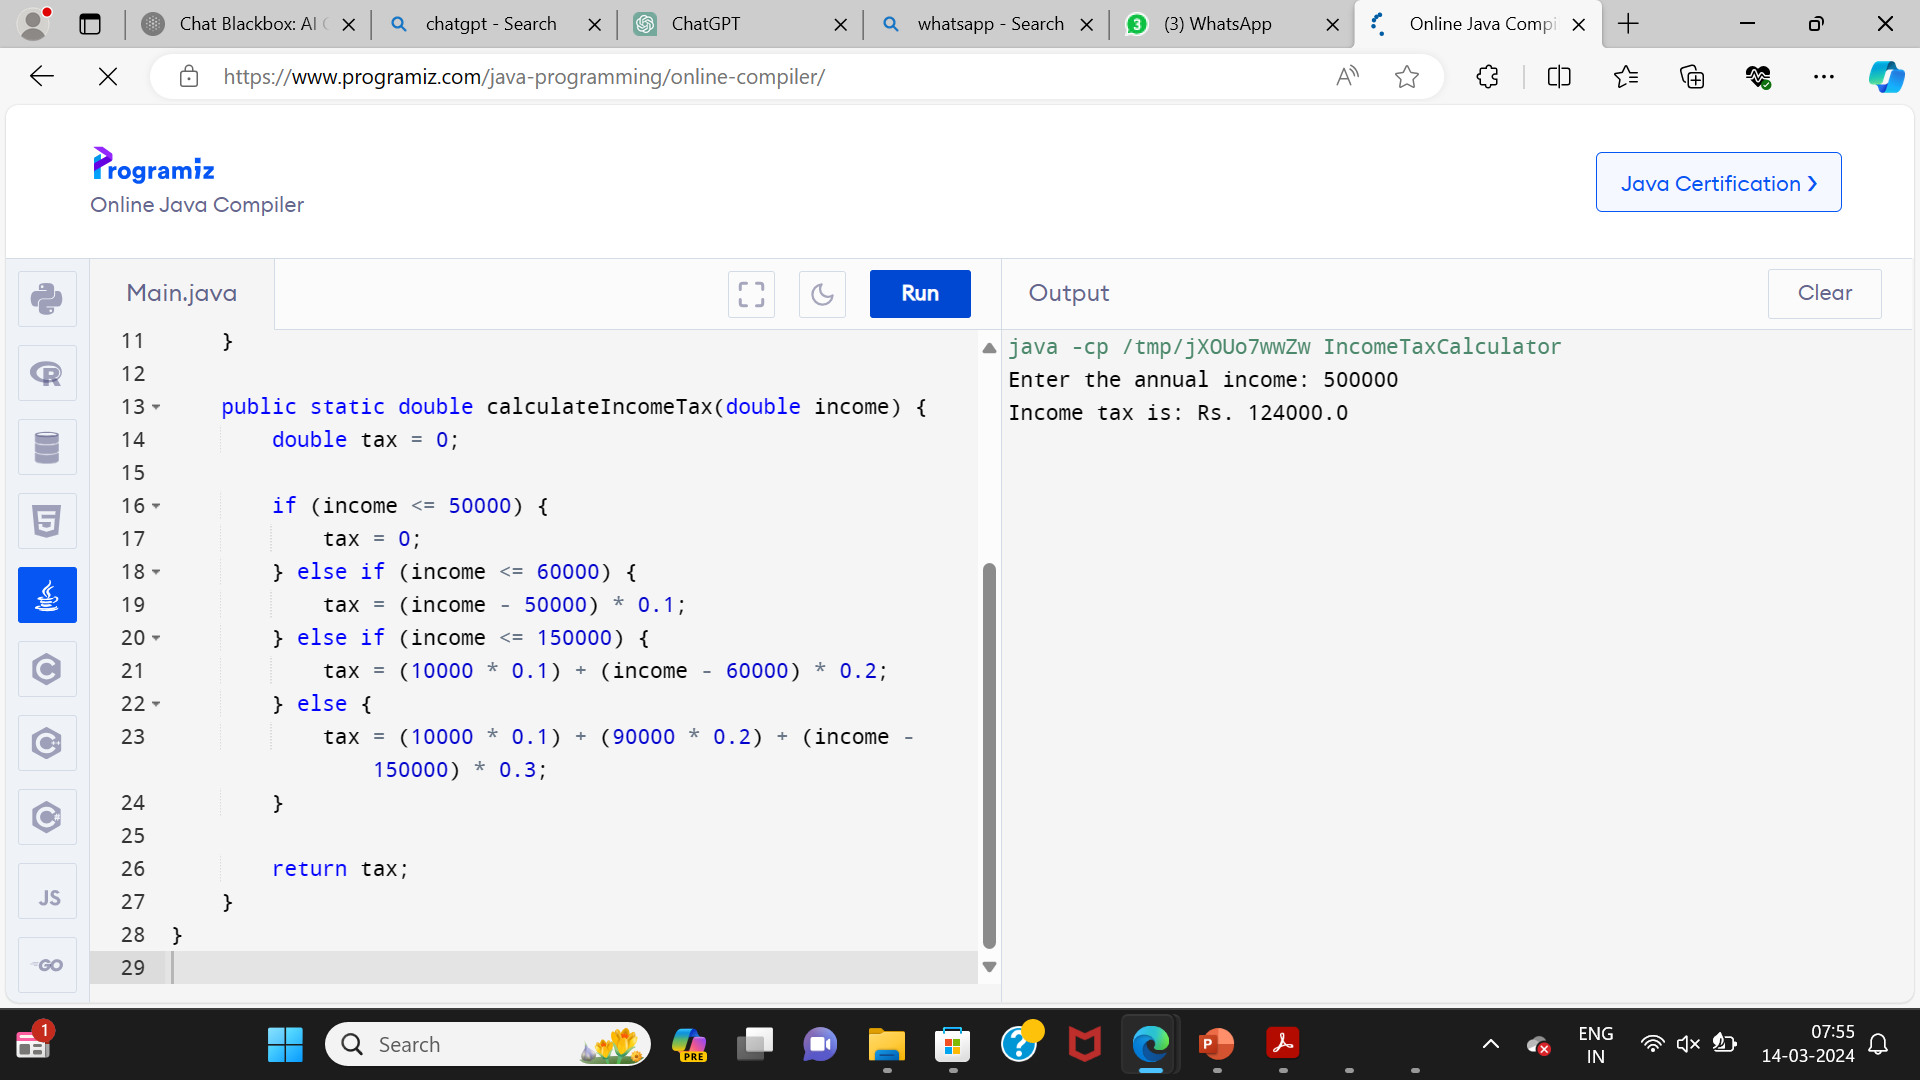 Chat Blackbox: AI
chatgpt - Search
ChatGPT
whatsapp - Search
3
(3) WhatsApp
Online Java Compi
https://www.programiz.com/java-programming/online-compiler/
Programiz
Online Java Compiler
Java Certification ❯
Main.java
Run
Output
Clear
11 }
12
13 public static double calculateIncomeTax(double income) {
14 double tax = 0;
15
16 if (income <= 50000) {
17 tax = 0;
18 } else if (income <= 60000) {
19 tax = (income - 50000) * 0.1;
20 } else if (income <= 150000) {
21 tax = (10000 * 0.1) + (income - 60000) * 0.2;
22 } else {
23 tax = (10000 * 0.1) + (90000 * 0.2) + (income -
150000) * 0.3;
24 }
25
26 return tax;
27 }
28 }
29
java -cp /tmp/jXOUo7wwZw IncomeTaxCalculator
Enter the annual income: 500000
Income tax is: Rs. 124000.0
R
5
C
C++
C#
JS
GO
1
Search
PRE
P
ENG
IN
07:55
14-03-2024